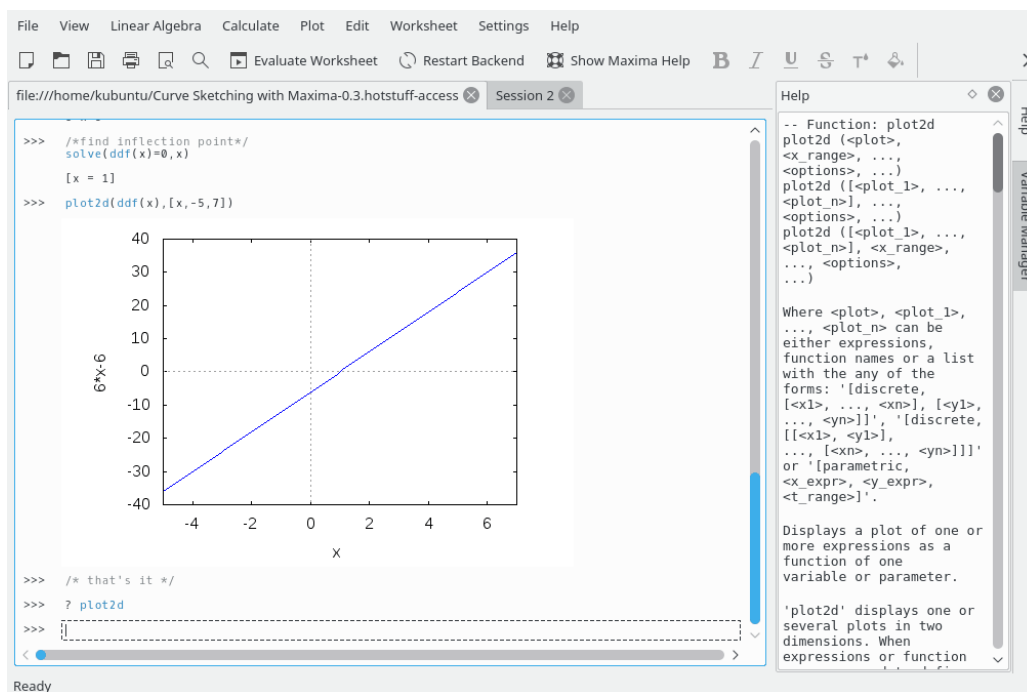 File View Linear Algebra Calculate Plot Edit Worksheet Settings Help
Evaluate Worksheet Restart Backend Show Maxima Help B I U S T
file:///home/kubuntu/Curve Sketching with Maxima-0.3.hotstuff-access Session 2
>>> /*find inflection point*/
solve(ddf(x)=0,x)
[x = 1]
>>> plot2d(ddf(x),[x,-5,7])
40
30
20
10
0
-10
-20
-30
-40
6*x-6
-4 -2 0 2 4 6
x
>>> /* that's it */
>>> ? plot2d
>>>
Ready
Help
-- Function: plot2d
plot2d (<plot>,
<x_range>, ...,
<options>, ...)
plot2d ([<plot_1>, ...,
<plot_n>], ...,
<options>, ...)
plot2d ([<plot_1>, ...,
<plot_n>], <x_range>,
..., <options>,
...)
Where <plot>, <plot_1>,
..., <plot_n> can be
either expressions,
function names or a list
with the any of the
forms: '[discrete,
[<x1>, ..., <xn>], [<y1>,
..., <yn>]]', '[discrete,
[[<x1>, <y1>],
..., [<xn>, ..., <yn>]]]'
or '[parametric,
<x_expr>, <y_expr>,
<t_range>]'.
Displays a plot of one or
more expressions as a
function of one
variable or parameter.
'plot2d' displays one or
several plots in two
dimensions. When
expressions or function
Help
Variable Manager